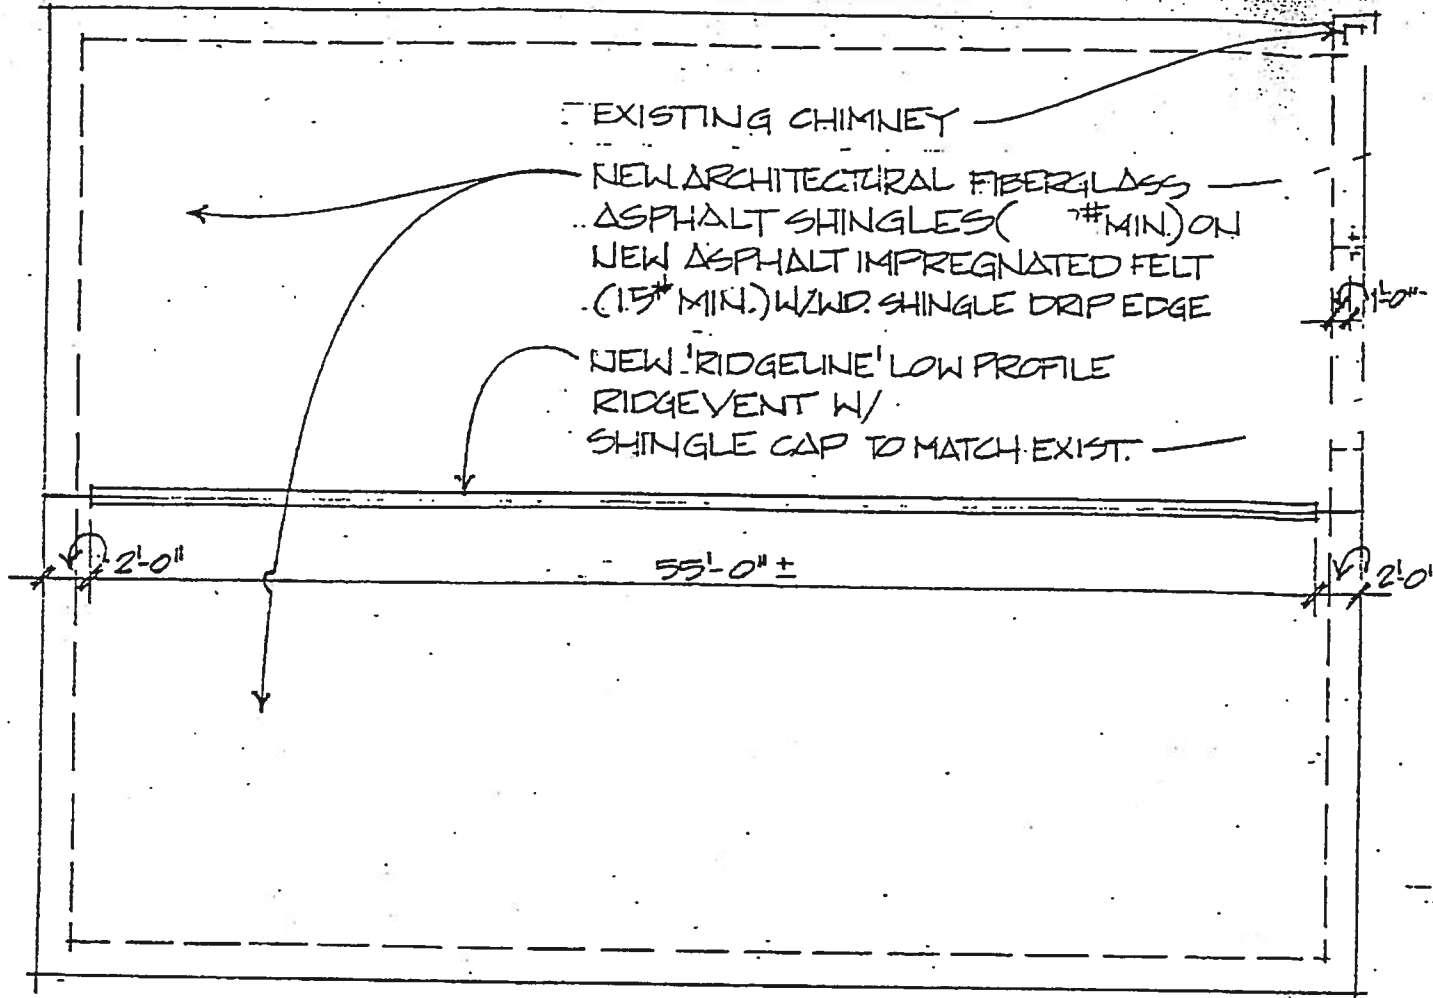 EXISTING CHIMNEY
NEW ARCHITECTURAL FIBERGLASS
ASPHALT SHINGLES( #MIN.) ON
NEW ASPHALT IMPREGNATED FELT
(15# MIN.) W/WD. SHINGLE DRIP EDGE
1'-0"
NEW 'RIDGELINE' LOW PROFILE
RIDGEVENT W/
SHINGLE CAP TO MATCH EXIST.
2'-0"
55'-0" ±
2'-0"